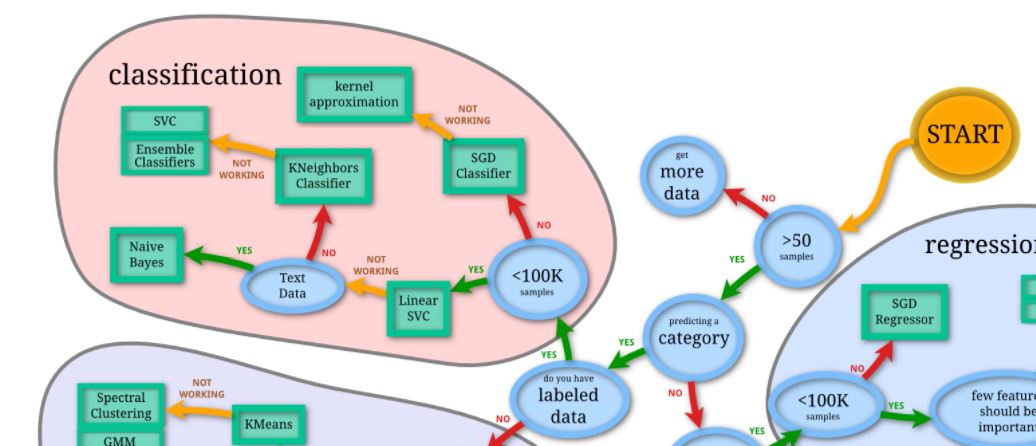 classification
kernel
approximation
NOT
WORKING
SVC
Ensemble
Classifiers
NOT
WORKING
KNeighbors
Classifier
SGD
Classifier
START
get
more
data
NO
>50
samples
YES
NO
NO
Naive
Bayes
YES
Text
Data
NOT
WORKING
Linear
SVC
YES
<100K
samples
predicting a
category
YES
YES
NO
do you have
labeled
data
NO
regression
SGD
Regressor
NO
<100K
samples
YES
YES
few
should be
Spectral
Clustering
GMM
NOT
WORKING
KMeans